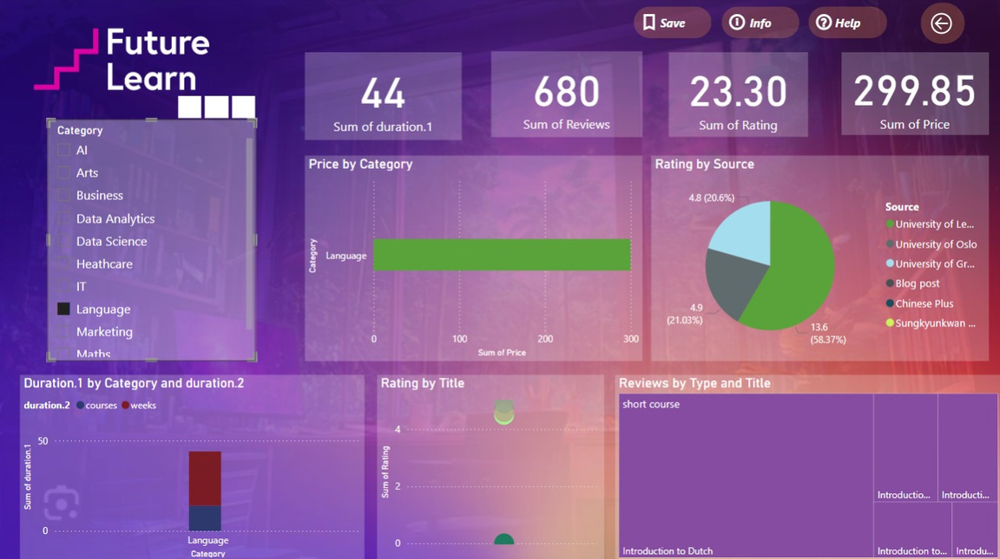 Future
Learn
Save
Info
Help
44
Sum of duration.1
680
Sum of Reviews
23.30
Sum of Rating
299.85
Sum of Price
Category
AI
Arts
Business
Data Analytics
Data Science
Heathcare
IT
Language
Marketing
Maths
Price by Category
Category
Language
0
100
200
300
Sum of Price
Rating by Source
4.8 (20.6%)
4.9
(21.03%)
13.6
(58.37%)
Source
University of Le...
University of Oslo
University of Gr...
Blog post
Chinese Plus
Sungkyunkwan ...
Duration.1 by Category and duration.2
duration.2 courses weeks
Sum of duration.1
50
0
Language
Category
Rating by Title
Sum of Rating
4
2
0
Reviews by Type and Title
short course
Introductio...
Introducti...
Introduction to Dutch
Introduction to...
Introdu...